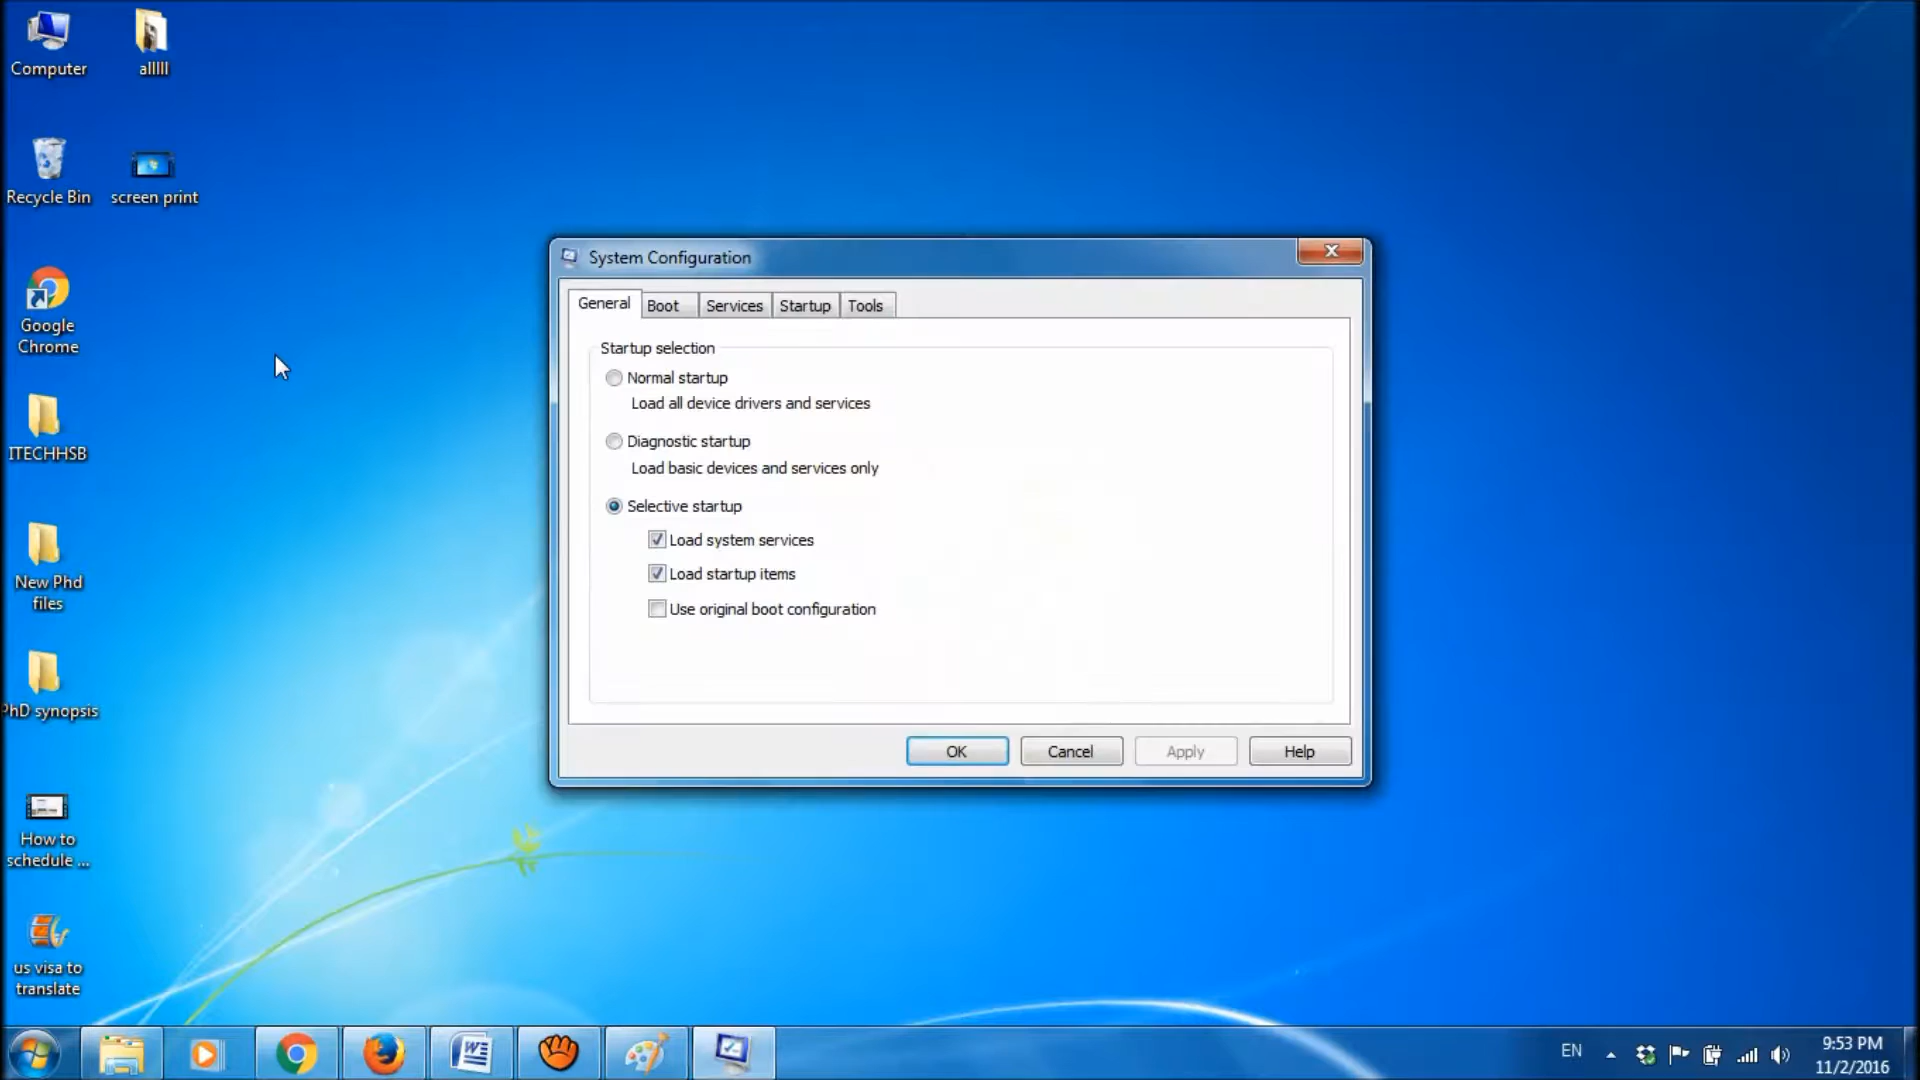 Computer
alllll
Recycle Bin
screen print
Google
Chrome
ITECHHSB
New Phd
files
PhD synopsis
How to
schedule ...
us visa to
translate
System Configuration
General
Boot
Services
Startup
Tools
Startup selection
Normal startup
Load all device drivers and services
Diagnostic startup
Load basic devices and services only
Selective startup
Load system services
Load startup items
Use original boot configuration
OK
Cancel
Apply
Help
EN
9:53 PM
11/2/2016